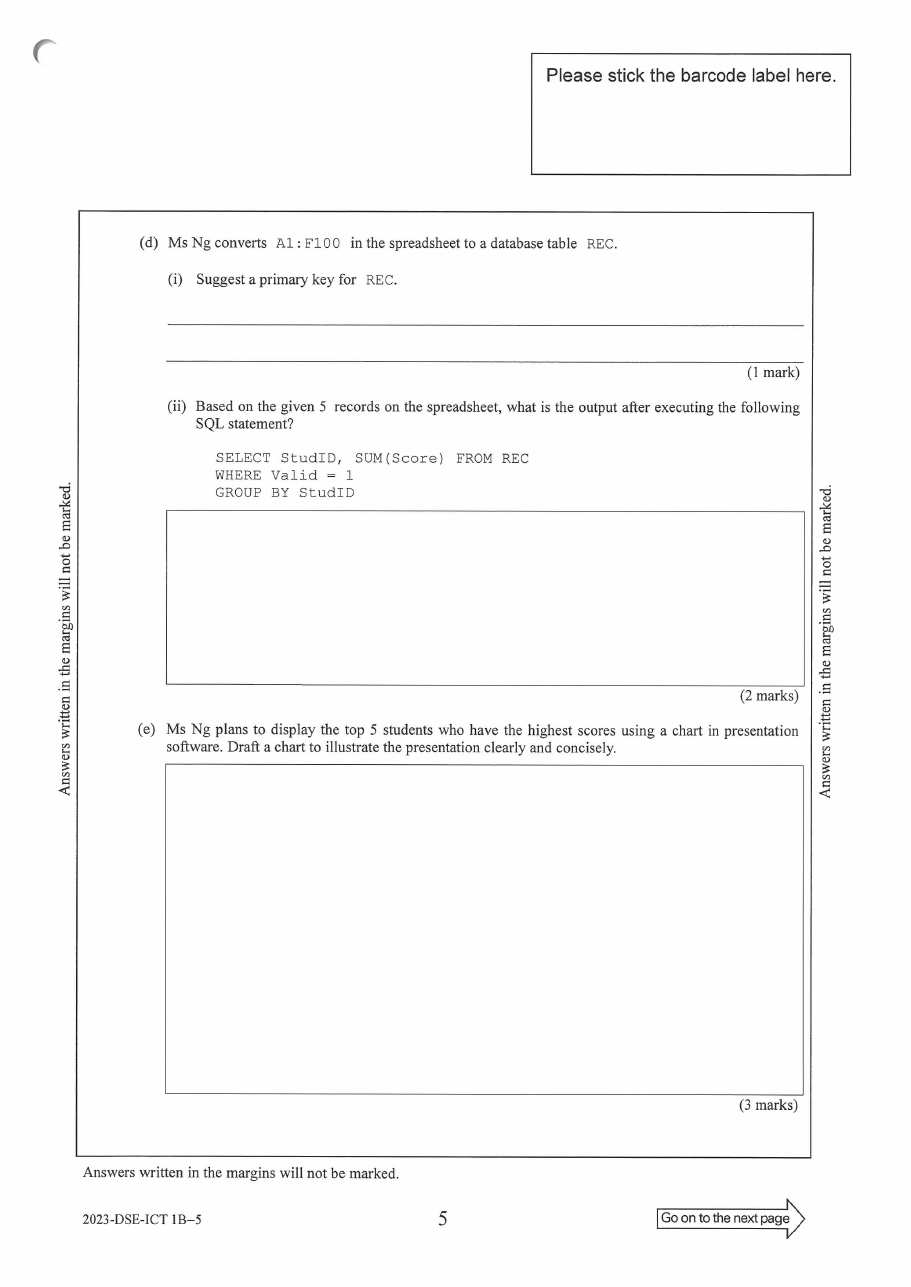 Please stick the barcode label here.
(d) Ms Ng converts A1:F100 in the spreadsheet to a database table REC.
(i) Suggest a primary key for REC.
(1 mark)
(ii) Based on the given 5 records on the spreadsheet, what is the output after executing the following
SQL statement?
SELECT StudID, SUM(Score) FROM REC
WHERE Valid = 1
GROUP BY StudID
(2 marks)
(e) Ms Ng plans to display the top 5 students who have the highest scores using a chart in presentation
software. Draft a chart to illustrate the presentation clearly and concisely.
(3 marks)
Answers written in the margins will not be marked.
Answers written in the margins will not be marked.
Answers written in the margins will not be marked.
2023-DSE-ICT 1B–5
5
Go on to the next page